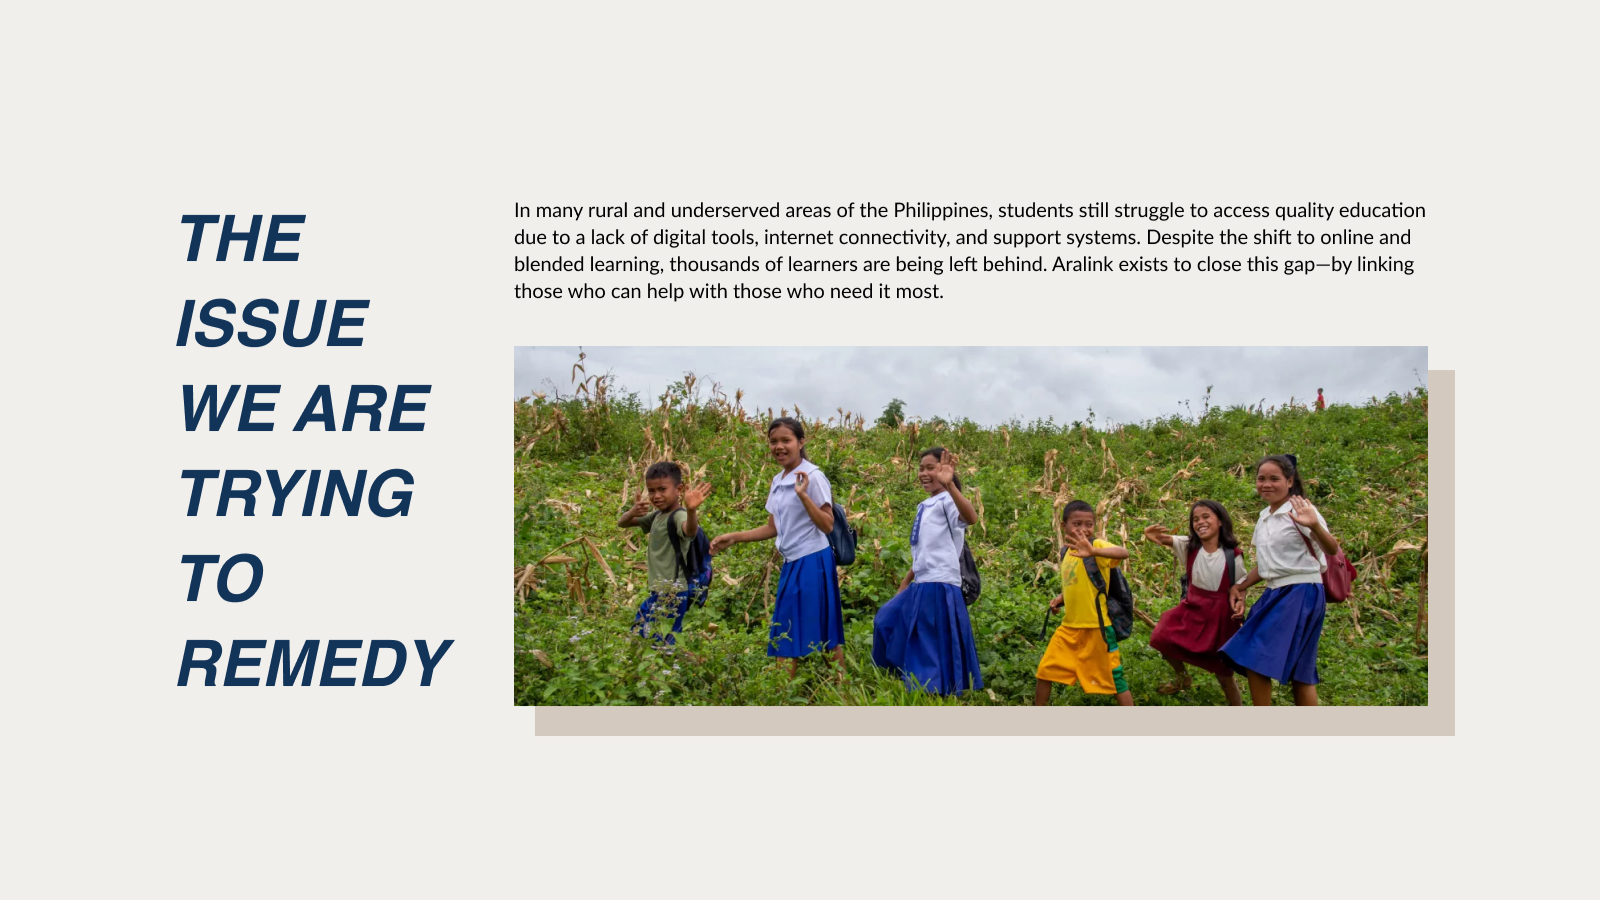 THE
ISSUE
WE ARE
TRYING
TO
REMEDY
In many rural and underserved areas of the Philippines, students still struggle to access quality education
due to a lack of digital tools, internet connectivity, and support systems. Despite the shift to online and
blended learning, thousands of learners are being left behind. Aralink exists to close this gap—by linking
those who can help with those who need it most.